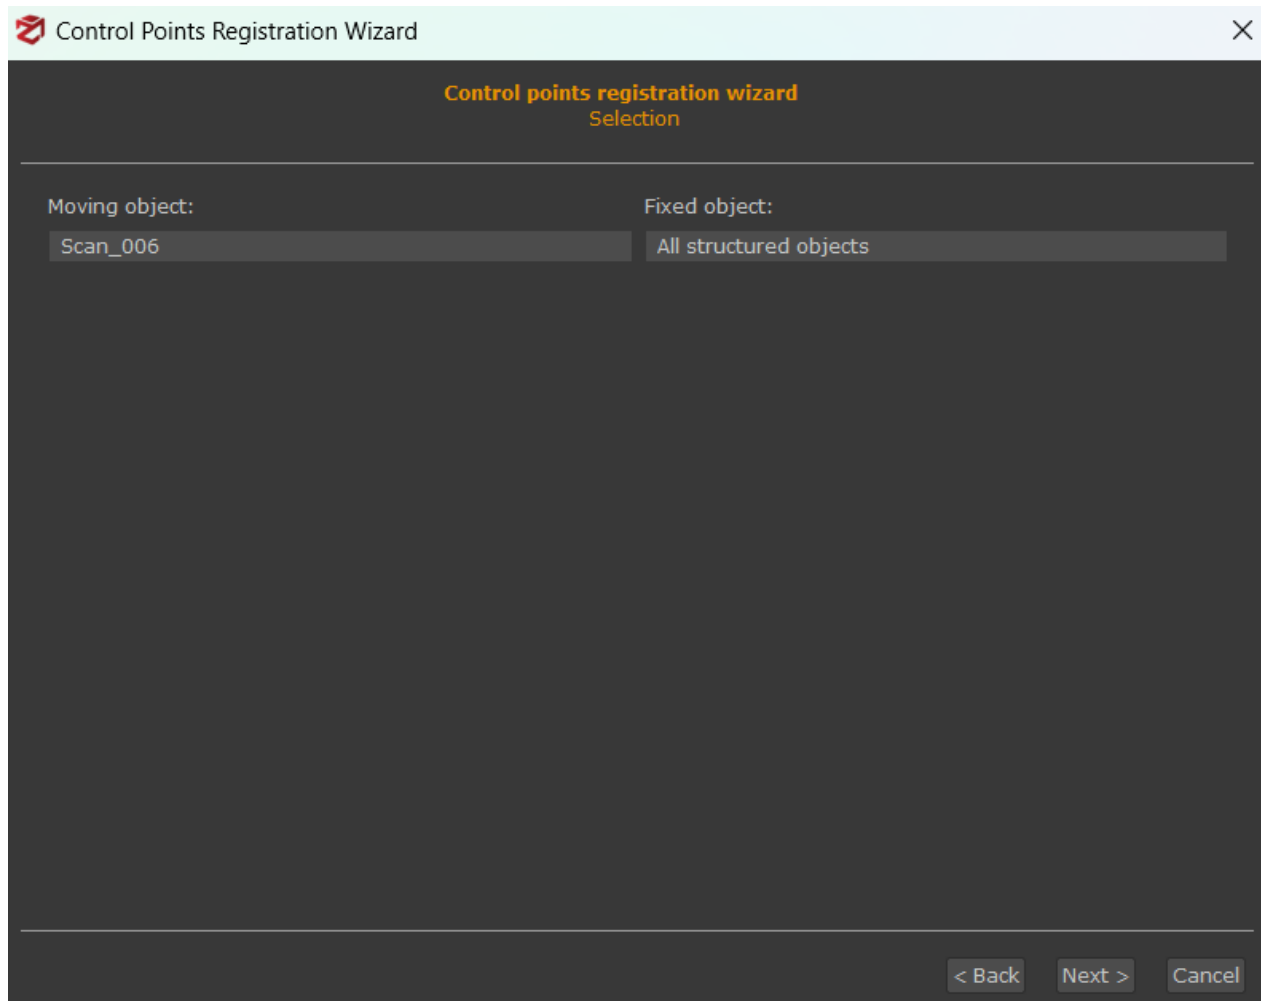 Control Points Registration Wizard
Control points registration wizard
Selection
Moving object:
Fixed object:
Scan_006
All structured objects
< Back
Next >
Cancel